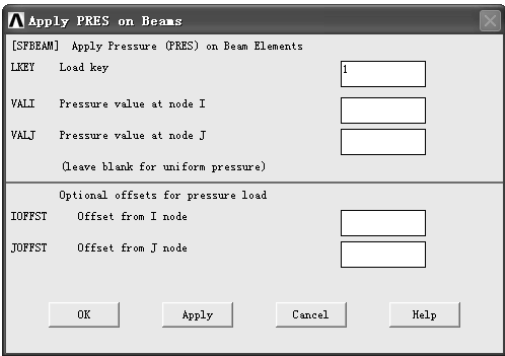 Apply PRES on Beams
[SFBEAM] Apply Pressure (PRES) on Beam Elements
LKEY Load key 1
VALI Pressure value at node I
VALJ Pressure value at node J
(leave blank for uniform pressure)
Optional offsets for pressure load
IOFFST Offset from I node
JOFFST Offset from J node
OK Apply Cancel Help